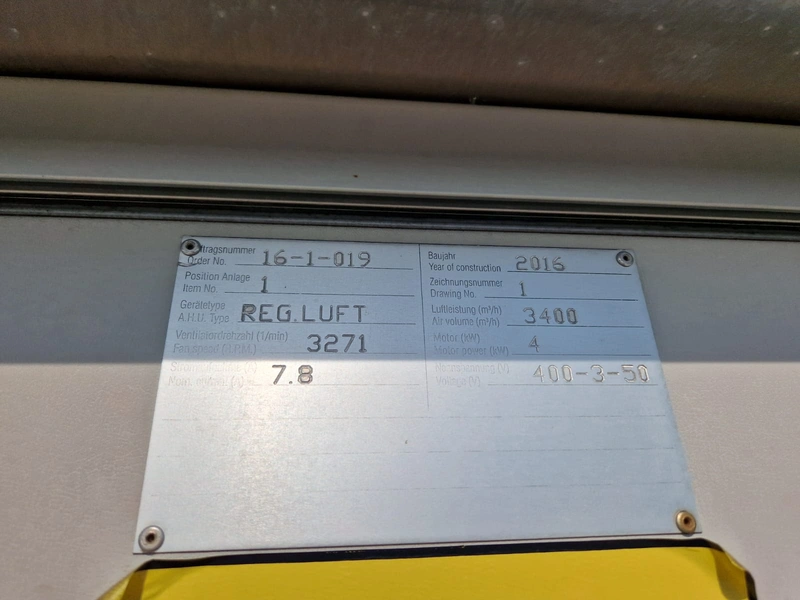 tragsnummer
Order No. 16-1-019
Position Anlage
Item No. 1
Gerätetype
A.H.U. Type REG.LUFT
Ventilatordrehzahl (1/min)
Fan speed (R.P.M.) 3271
7.8
Baujahr
Year of construction 2016
Zeichnungsnummer
Drawing No. 1
Luftleistung (m³/h)
Air volume (m³/h) 3400
Motor (kW)
Motor power (kW) 4
Voltage (V) 400-3-50